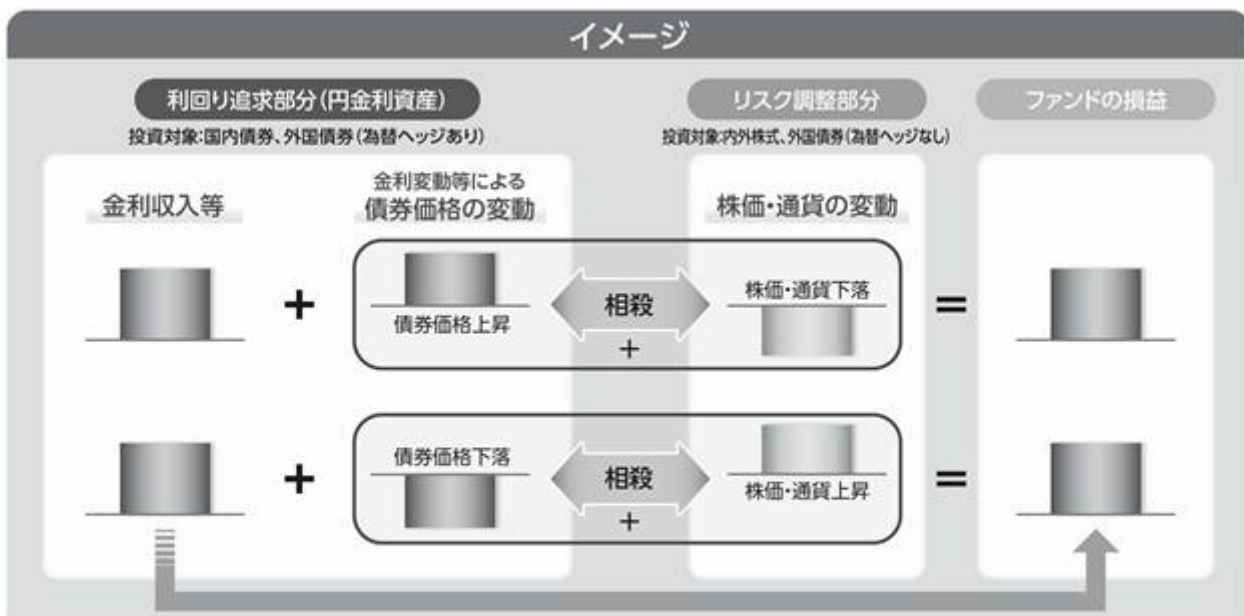 イメージ
利回り追求部分(円金利資産)
投資対象:国内債券、外国債券(為替ヘッジあり)
リスク調整部分
投資対象:内外株式、外国債券(為替ヘッジなし)
ファンドの損益
金利収入等
金利変動等による
債券価格の変動
株価・通貨の変動
+
債券価格上昇
相殺
+
株価・通貨下落
=
+
債券価格下落
相殺
+
株価・通貨上昇
=